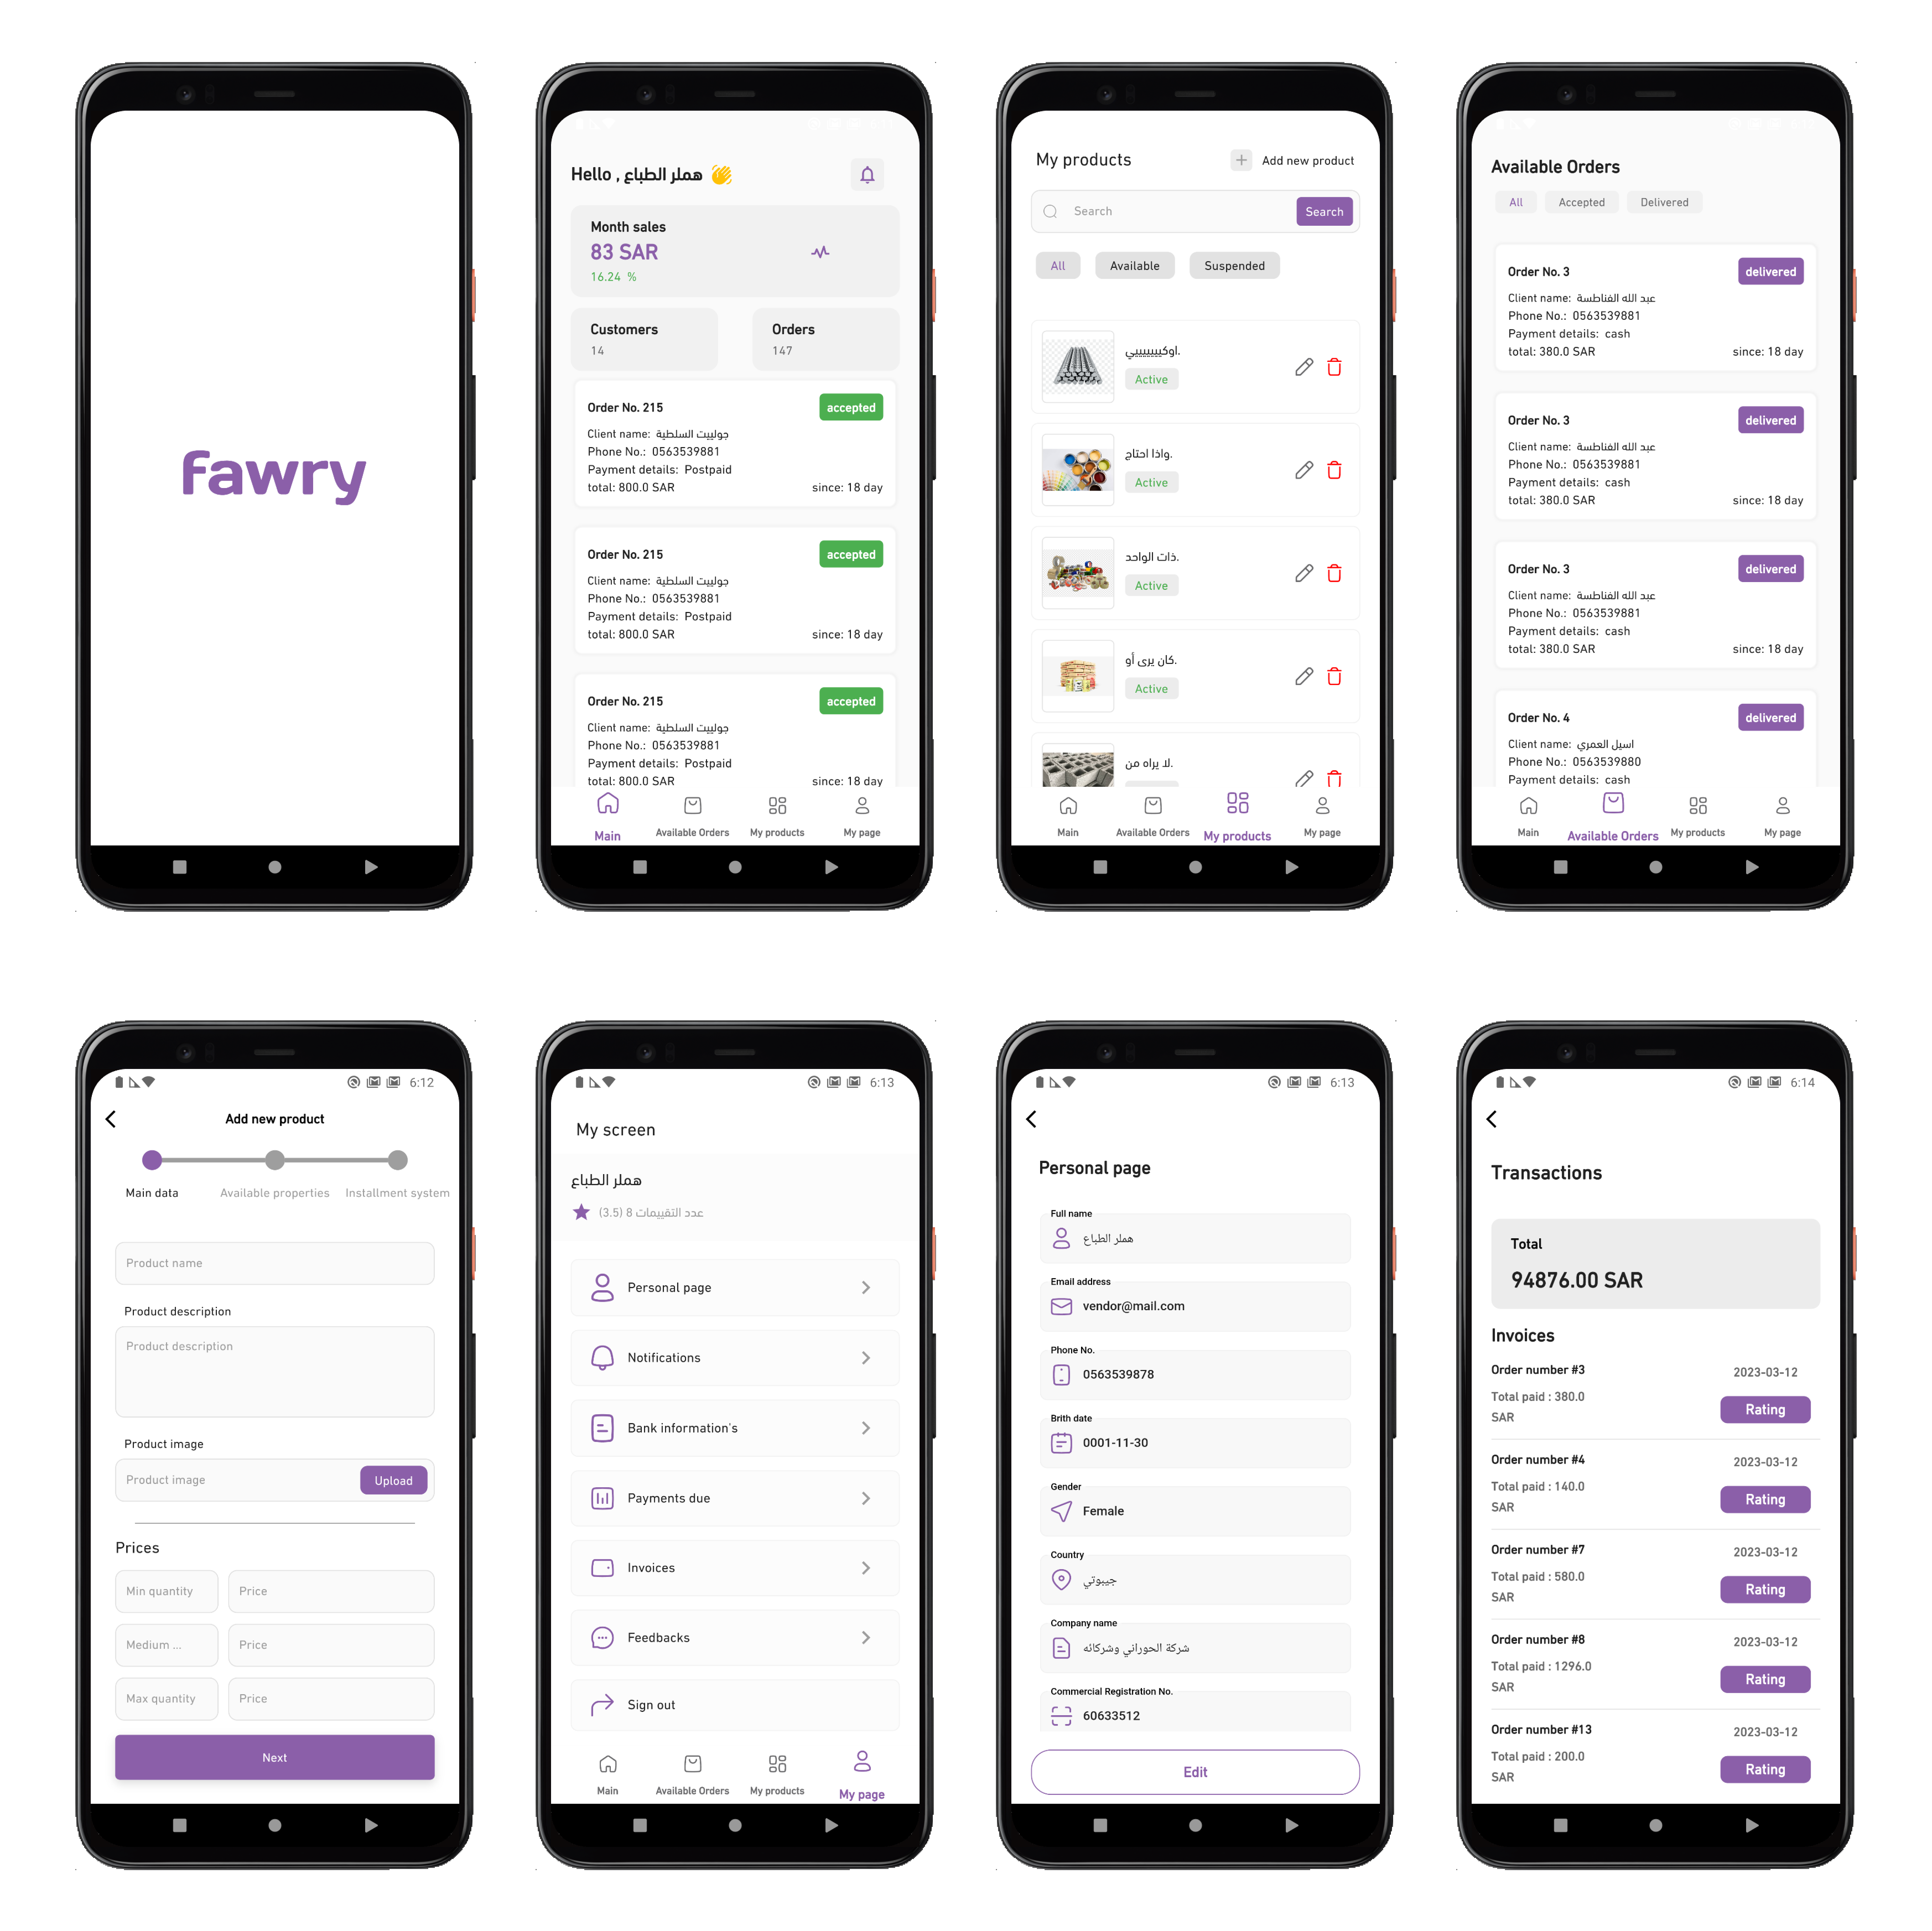 fawry
Hello , هملر الطباع 👋
Month sales
83 SAR
16.24 %
Customers
14
Orders
147
Order No. 215
accepted
Client name: جولييت السلطية
Phone No.: 0563539881
Payment details: Postpaid
total: 800.0 SAR
since: 18 day
Order No. 215
accepted
Client name: جولييت السلطية
Phone No.: 0563539881
Payment details: Postpaid
total: 800.0 SAR
since: 18 day
Order No. 215
accepted
Client name: جولييت السلطية
Phone No.: 0563539881
Payment details: Postpaid
total: 800.0 SAR
since: 18 day
Main
Available Orders
My products
My page
My products
Add new product
Search
Search
All
Available
Suspended
اوكيييييييي.
Active
واذا احتاج.
Active
ذات الواحد.
Active
كان يرى أو.
Active
لا يراه من.
Main
Available Orders
My products
My page
Available Orders
All
Accepted
Delivered
Order No. 3
delivered
Client name: عبد الله الفناطسة
Phone No.: 0563539881
Payment details: cash
total: 380.0 SAR
since: 18 day
Order No. 3
delivered
Client name: عبد الله الفناطسة
Phone No.: 0563539881
Payment details: cash
total: 380.0 SAR
since: 18 day
Order No. 3
delivered
Client name: عبد الله الفناطسة
Phone No.: 0563539881
Payment details: cash
total: 380.0 SAR
since: 18 day
Order No. 4
delivered
Client name: اسيل العمري
Phone No.: 0563539880
Payment details: cash
Main
Available Orders
My products
My page
6:12
Add new product
Main data
Available properties
Installment system
Product name
Product description
Product description
Product image
Product image
Upload
Prices
Min quantity
Price
Medium ...
Price
Max quantity
Price
Next
6:13
My screen
هملر الطباع
عدد التقييمات 8 (3.5)
Personal page
Notifications
Bank information's
Payments due
Invoices
Feedbacks
Sign out
Main
Available Orders
My products
My page
6:13
Personal page
Full name
هملر الطباع
Email address
vendor@mail.com
Phone No.
0563539878
Brith date
0001-11-30
Gender
Female
Country
جيبوتي
Company name
شركة الحوراني وشركائه
Commercial Registration No.
60633512
Edit
6:14
Transactions
Total
94876.00 SAR
Invoices
Order number #3
2023-03-12
Total paid : 380.0
SAR
Rating
Order number #4
2023-03-12
Total paid : 140.0
SAR
Rating
Order number #7
2023-03-12
Total paid : 580.0
SAR
Rating
Order number #8
2023-03-12
Total paid : 1296.0
SAR
Rating
Order number #13
2023-03-12
Total paid : 200.0
SAR
Rating